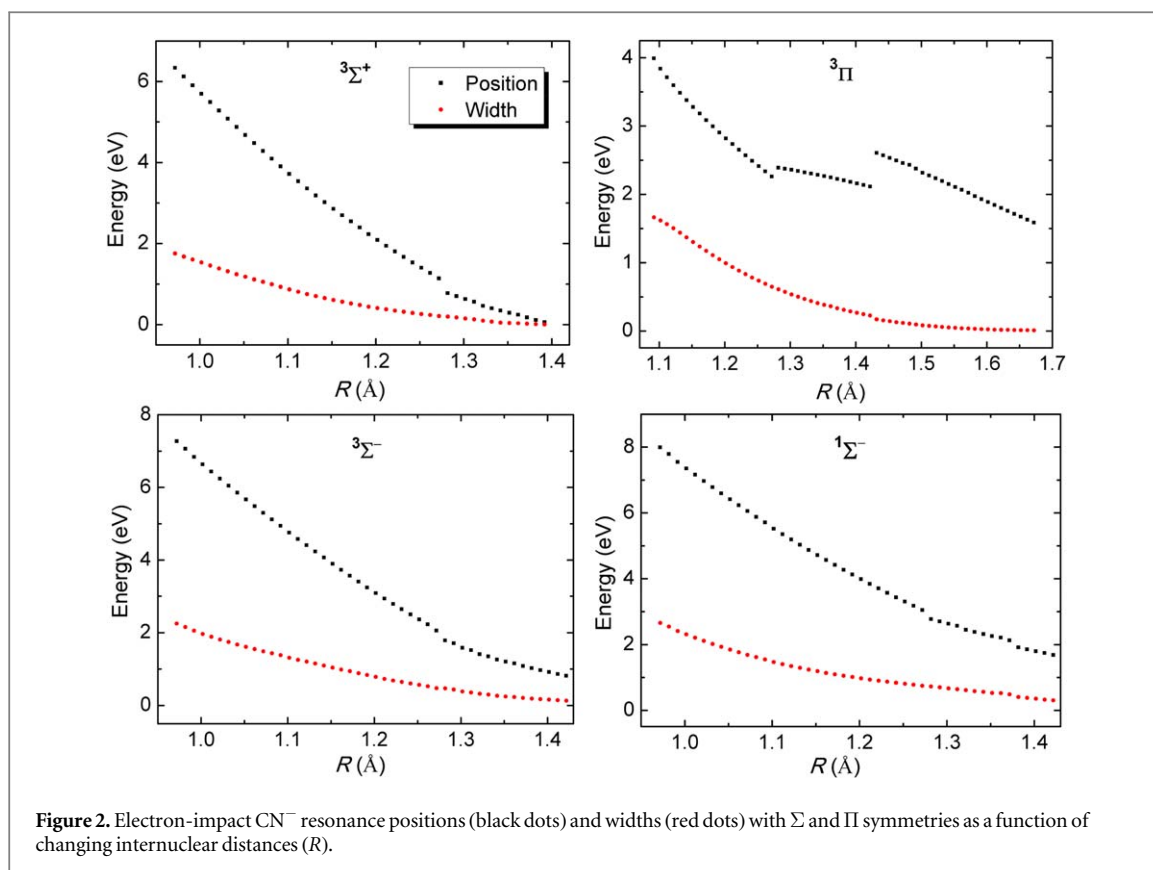 ³Σ⁺
Position
Width
Energy (eV)
6
4
2
0
1.0 1.1 1.2 1.3 1.4
R (Å)
³Π
Energy (eV)
4
3
2
1
0
1.1 1.2 1.3 1.4 1.5 1.6 1.7
R (Å)
³Σ⁻
Energy (eV)
8
6
4
2
0
1.0 1.1 1.2 1.3 1.4
R (Å)
¹Σ⁻
Energy (eV)
8
6
4
2
0
1.0 1.1 1.2 1.3 1.4
R (Å)
Figure 2. Electron-impact CN⁻ resonance positions (black dots) and widths (red dots) with Σ and Π symmetries as a function of
changing internuclear distances (R).